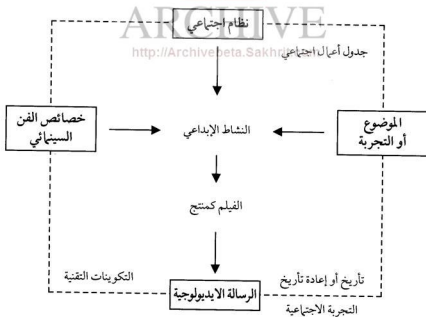 ARCHIVE
نظام اجتماعي
http://Archivebeta.Sakhrit.com
جدول أعمال اجتماعي
خصائص الفن
السينمائي
النشاط الإبداعي
الموضوع
أو التجربة
الفيلم كمنتج
التكوينات التقنية
الرسالة الايديولوجية
تأريخ أو إعادة تأريخ
التجربة الاجتماعية